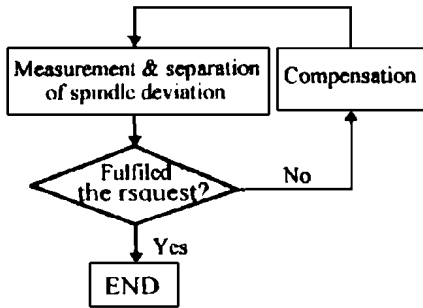 Measurement & separation
of spindle deviation
Compensation
Fulfiled
the rsquest?
No
Yes
END